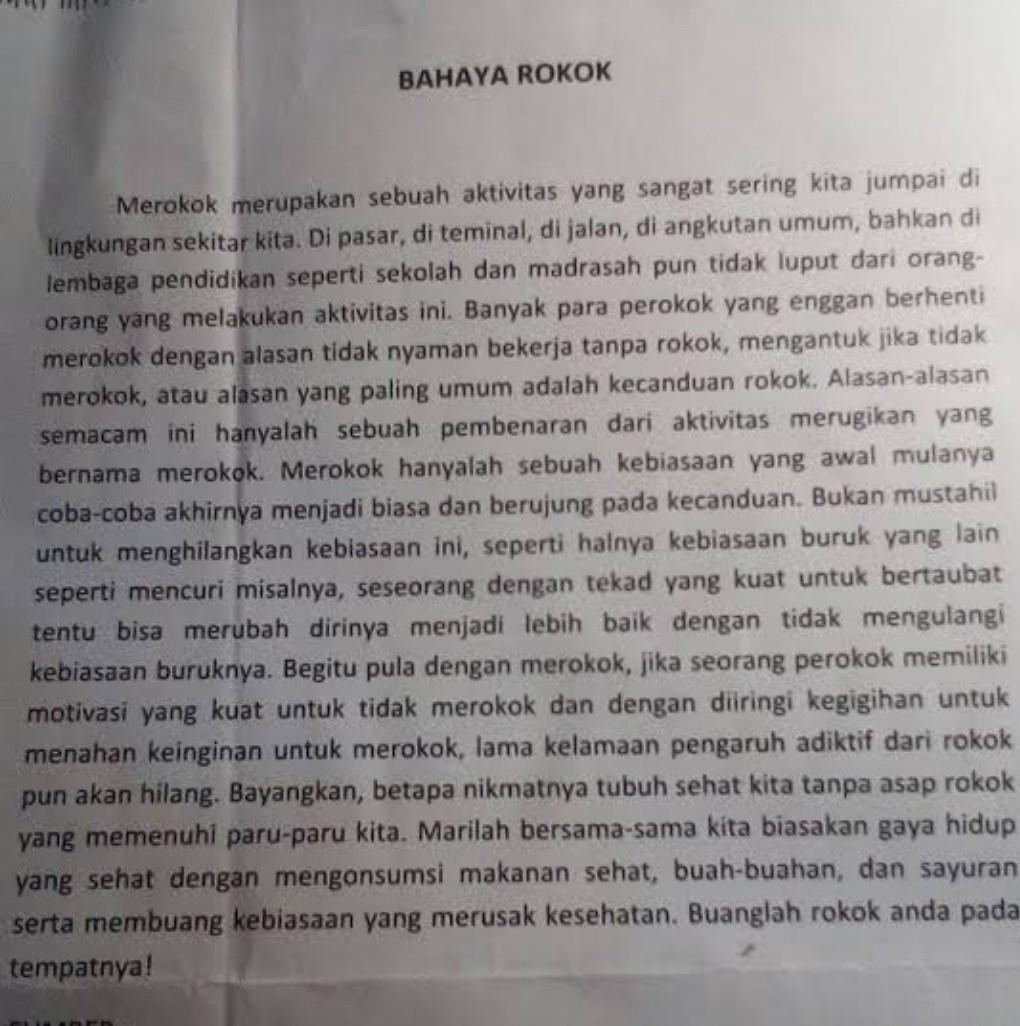 BAHAYA ROKOK
Merokok merupakan sebuah aktivitas yang sangat sering kita jumpai di
lingkungan sekitar kita. Di pasar, di teminal, di jalan, di angkutan umum, bahkan di
lembaga pendidikan seperti sekolah dan madrasah pun tidak luput dari orang-
orang yang melakukan aktivitas ini. Banyak para perokok yang enggan berhenti
merokok dengan alasan tidak nyaman bekerja tanpa rokok, mengantuk jika tidak
merokok, atau alasan yang paling umum adalah kecanduan rokok. Alasan-alasan
semacam ini hanyalah sebuah pembenaran dari aktivitas merugikan yang
bernama merokok. Merokok hanyalah sebuah kebiasaan yang awal mulanya
coba-coba akhirnya menjadi biasa dan berujung pada kecanduan. Bukan mustahil
untuk menghilangkan kebiasaan ini, seperti halnya kebiasaan buruk yang lain
seperti mencuri misalnya, seseorang dengan tekad yang kuat untuk bertaubat
tentu bisa merubah dirinya menjadi lebih baik dengan tidak mengulangi
kebiasaan buruknya. Begitu pula dengan merokok, jika seorang perokok memiliki
motivasi yang kuat untuk tidak merokok dan dengan diiringi kegigihan untuk
menahan keinginan untuk merokok, lama kelamaan pengaruh adiktif dari rokok
pun akan hilang. Bayangkan, betapa nikmatnya tubuh sehat kita tanpa asap rokok
yang memenuhi paru-paru kita. Marilah bersama-sama kita biasakan gaya hidup
yang sehat dengan mengonsumsi makanan sehat, buah-buahan, dan sayuran
serta membuang kebiasaan yang merusak kesehatan. Buanglah rokok anda pada
tempatnya!